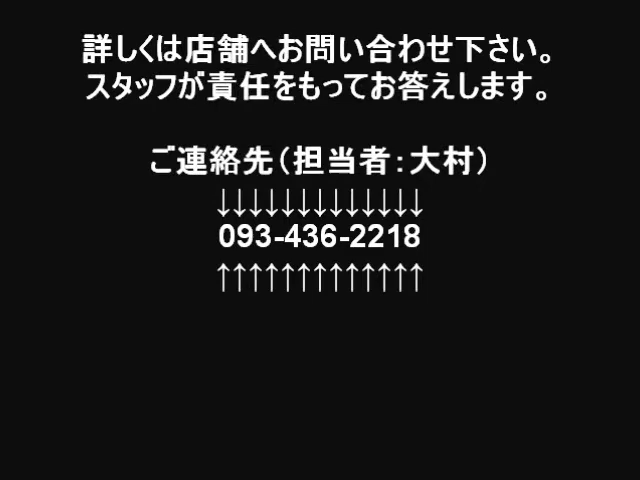 詳しくは店舗へお問い合わせ下さい。
スタッフが責任をもってお答えします。
ご連絡先（担当者：大村）
↓↓↓↓↓↓↓↓↓↓↓↓↓
093-436-2218
↑↑↑↑↑↑↑↑↑↑↑↑↑